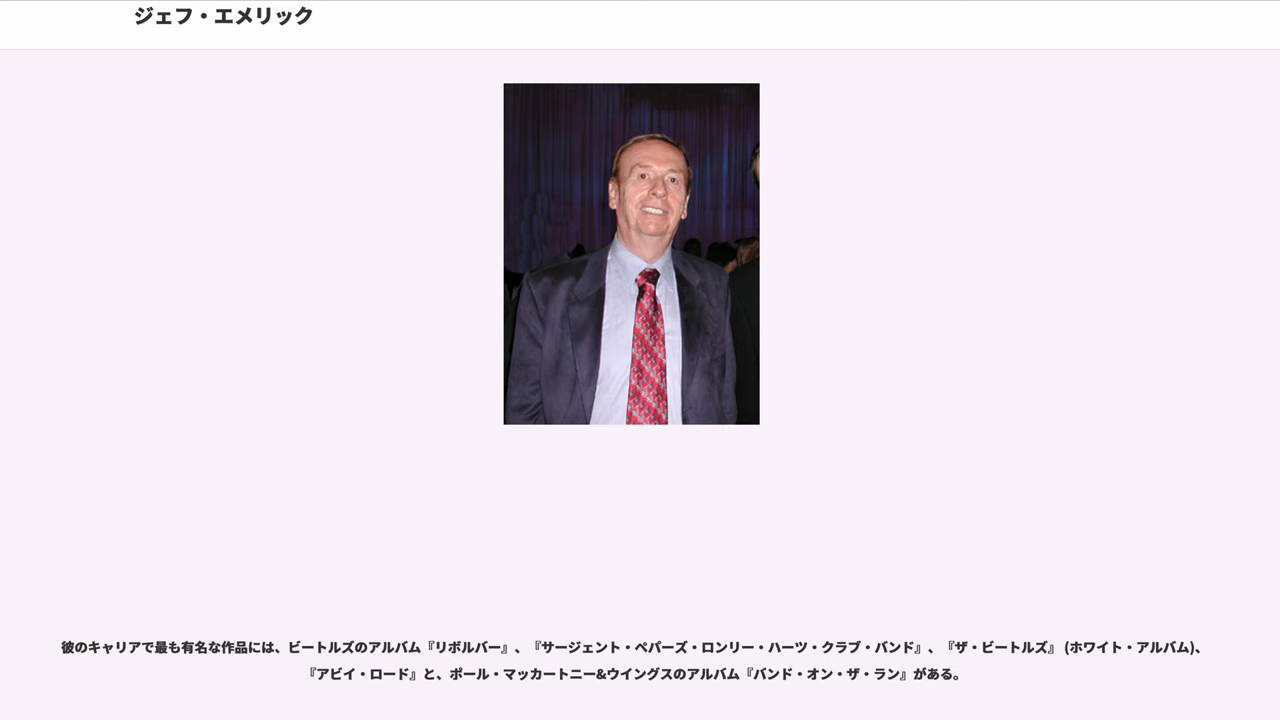 ジェフ・エメリック
彼のキャリアで最も有名な作品には、ビートルズのアルバム『リボルバー』、『サージェント・ペパーズ・ロンリー・ハーツ・クラブ・バンド』、『ザ・ビートルズ』 (ホワイト・アルバム)、
『アビイ・ロード』と、ポール・マッカートニー&ウイングスのアルバム『バンド・オン・ザ・ラン』がある。